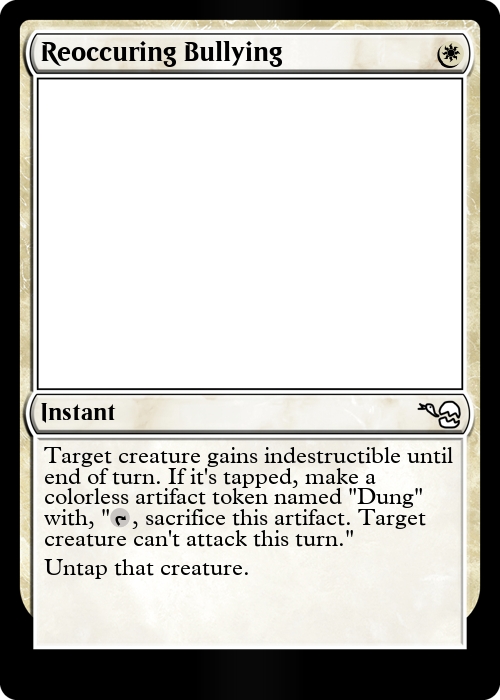 Reoccuring Bullying
Instant
Target creature gains indestructible until
end of turn. If it's tapped, make a
colorless artifact token named "Dung"
with, " , sacrifice this artifact. Target
creature can't attack this turn."
Untap that creature.